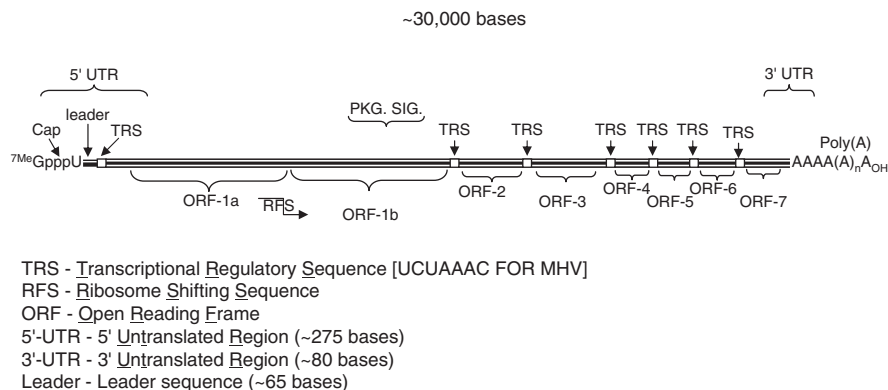 ~30,000 bases
5' UTR
3' UTR
leader
PKG. SIG.
Cap
TRS
TRS
TRS
TRS
TRS
TRS
TRS
Poly(A)
7MeGpppU
AAAA(A)nAOH
ORF-1a
RFS
ORF-1b
ORF-2
ORF-3
ORF-4
ORF-5
ORF-6
ORF-7
TRS - Transcriptional Regulatory Sequence [UCUAAAC FOR MHV]
RFS - Ribosome Shifting Sequence
ORF - Open Reading Frame
5'-UTR - 5' Untranslated Region (~275 bases)
3'-UTR - 3' Untranslated Region (~80 bases)
Leader - Leader sequence (~65 bases)